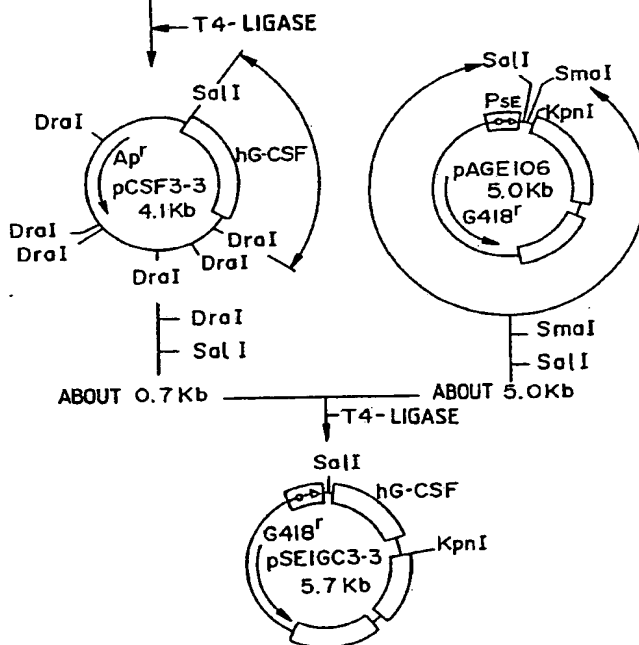 T4-LIGASE
SalI
DraI
hG-CSF
Apr
pCSF3-3
4.1Kb
DraI
DraI
DraI
DraI
DraI
DraI
SalI
ABOUT 0.7Kb
SalI
SmaI
PSE
KpnI
pAGE106
5.0Kb
G418r
SmaI
SalI
ABOUT 5.0Kb
T4-LIGASE
SalI
hG-CSF
G418r
KpnI
pSEIGC3-3
5.7Kb